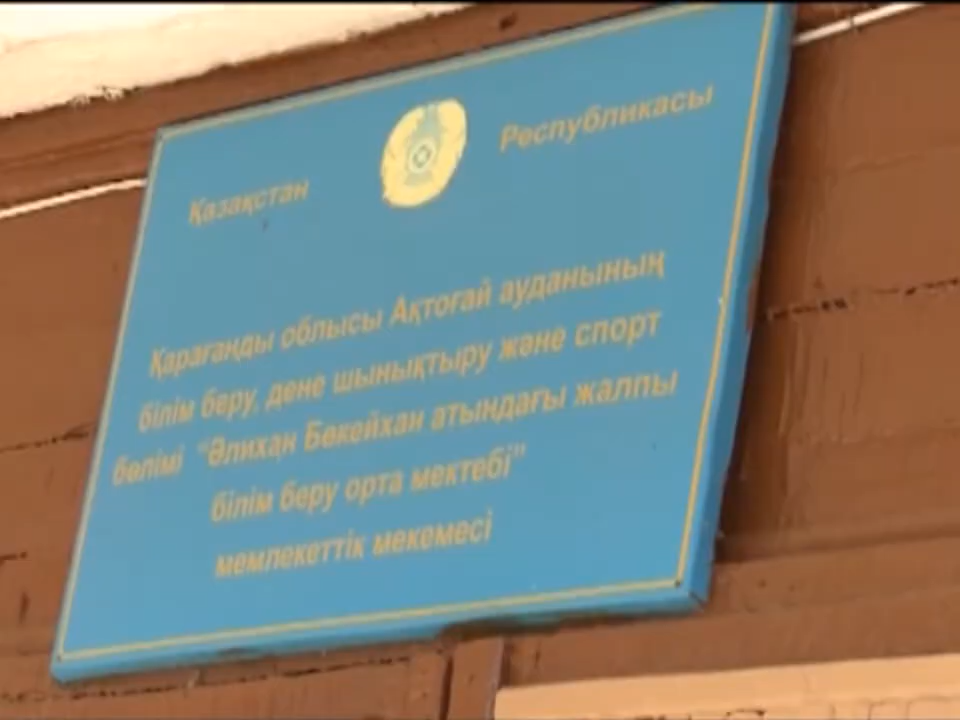 Қазақстан Республикасы
Қарағанды облысы Ақтоғай ауданының
білім беру, дене шынықтыру және спорт
бөлімі "Әлихан Бөкейхан атындағы жалпы
білім беру орта мектебі"
мемлекеттік мекемесі